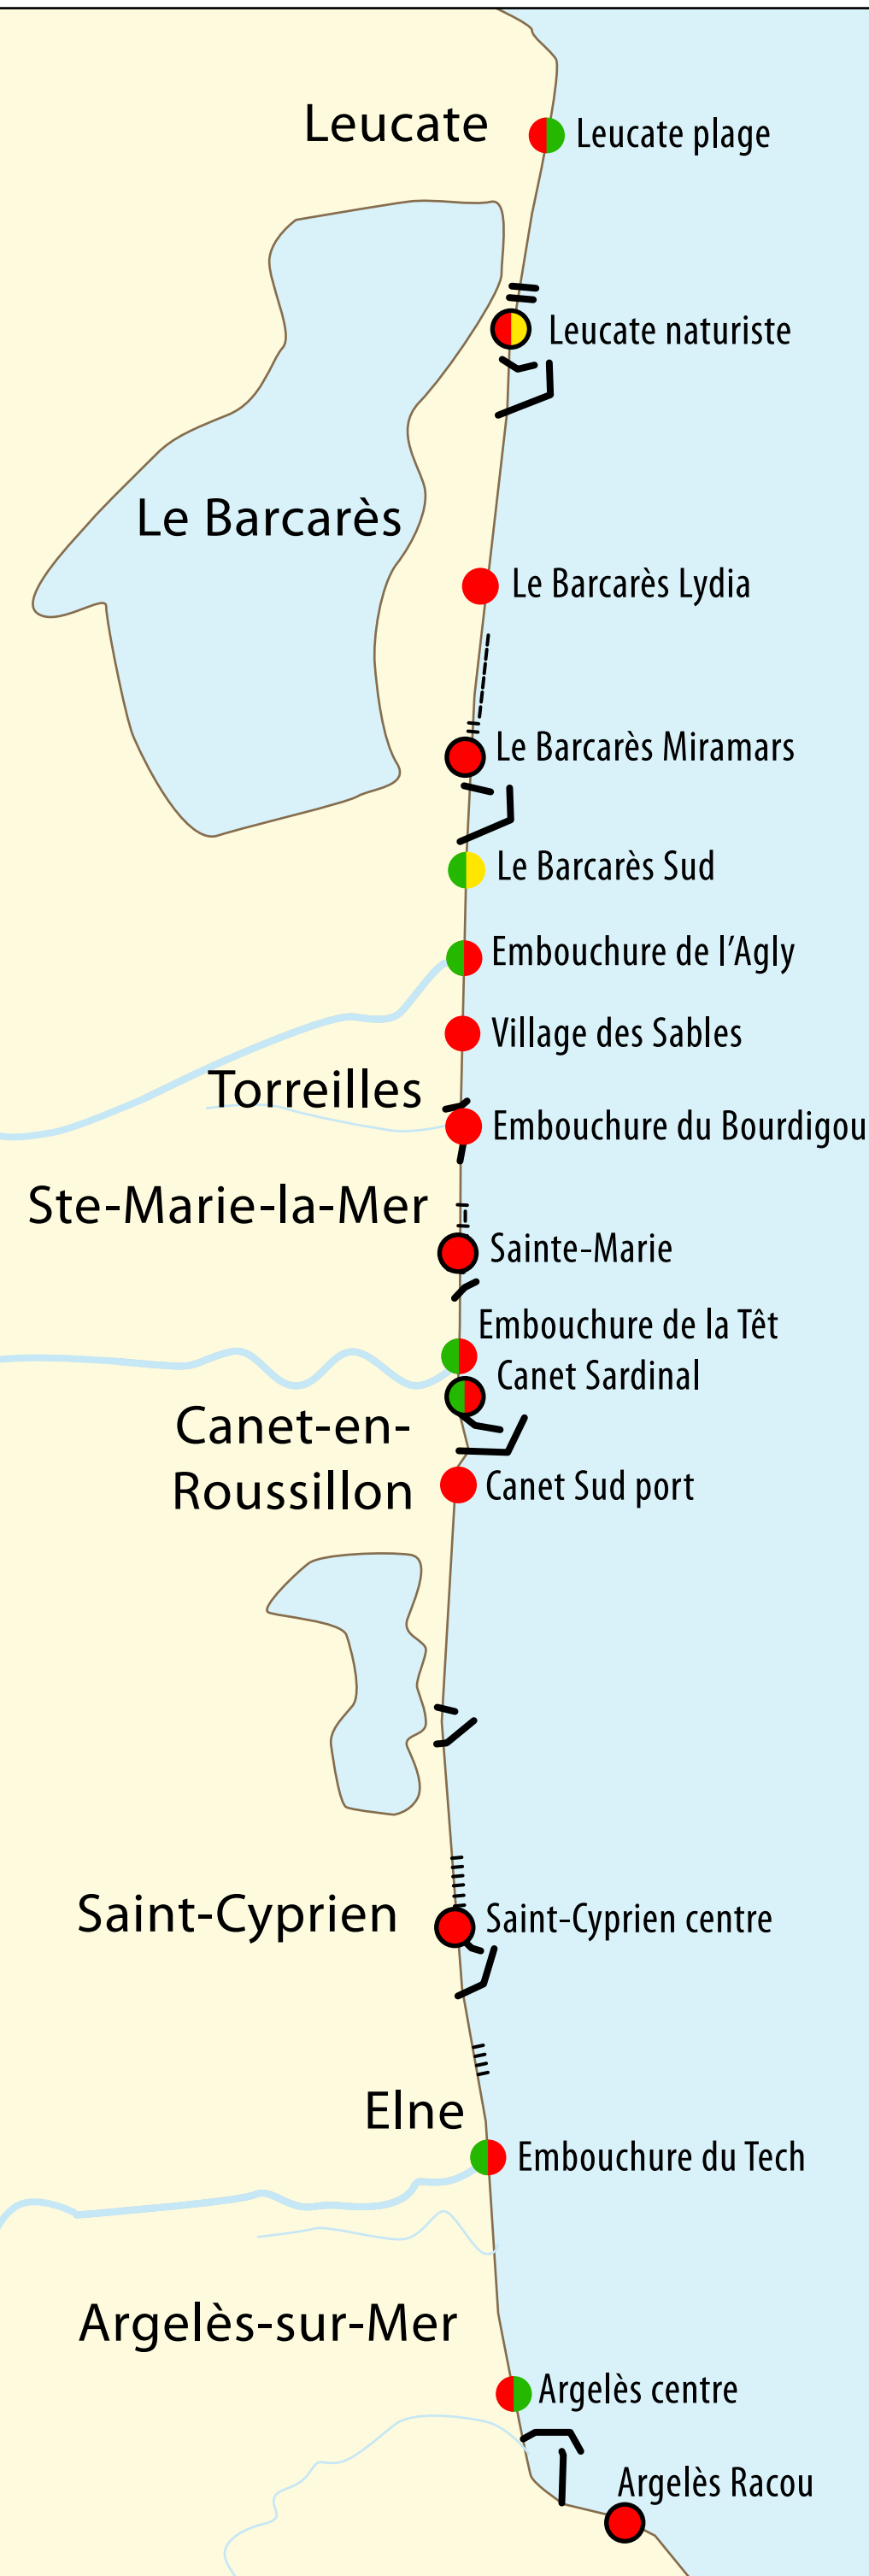 Leucate
Leucate plage
Leucate naturiste
Le Barcarès
Le Barcarès Lydia
Le Barcarès Miramars
Le Barcarès Sud
Embouchure de l'Agly
Village des Sables
Torreilles
Embouchure du Bourdigou
Ste-Marie-la-Mer
Sainte-Marie
Embouchure de la Têt
Canet Sardinal
Canet-en-
Roussillon
Canet Sud port
Saint-Cyprien
Saint-Cyprien centre
Elne
Embouchure du Tech
Argelès-sur-Mer
Argelès centre
Argelès Racou